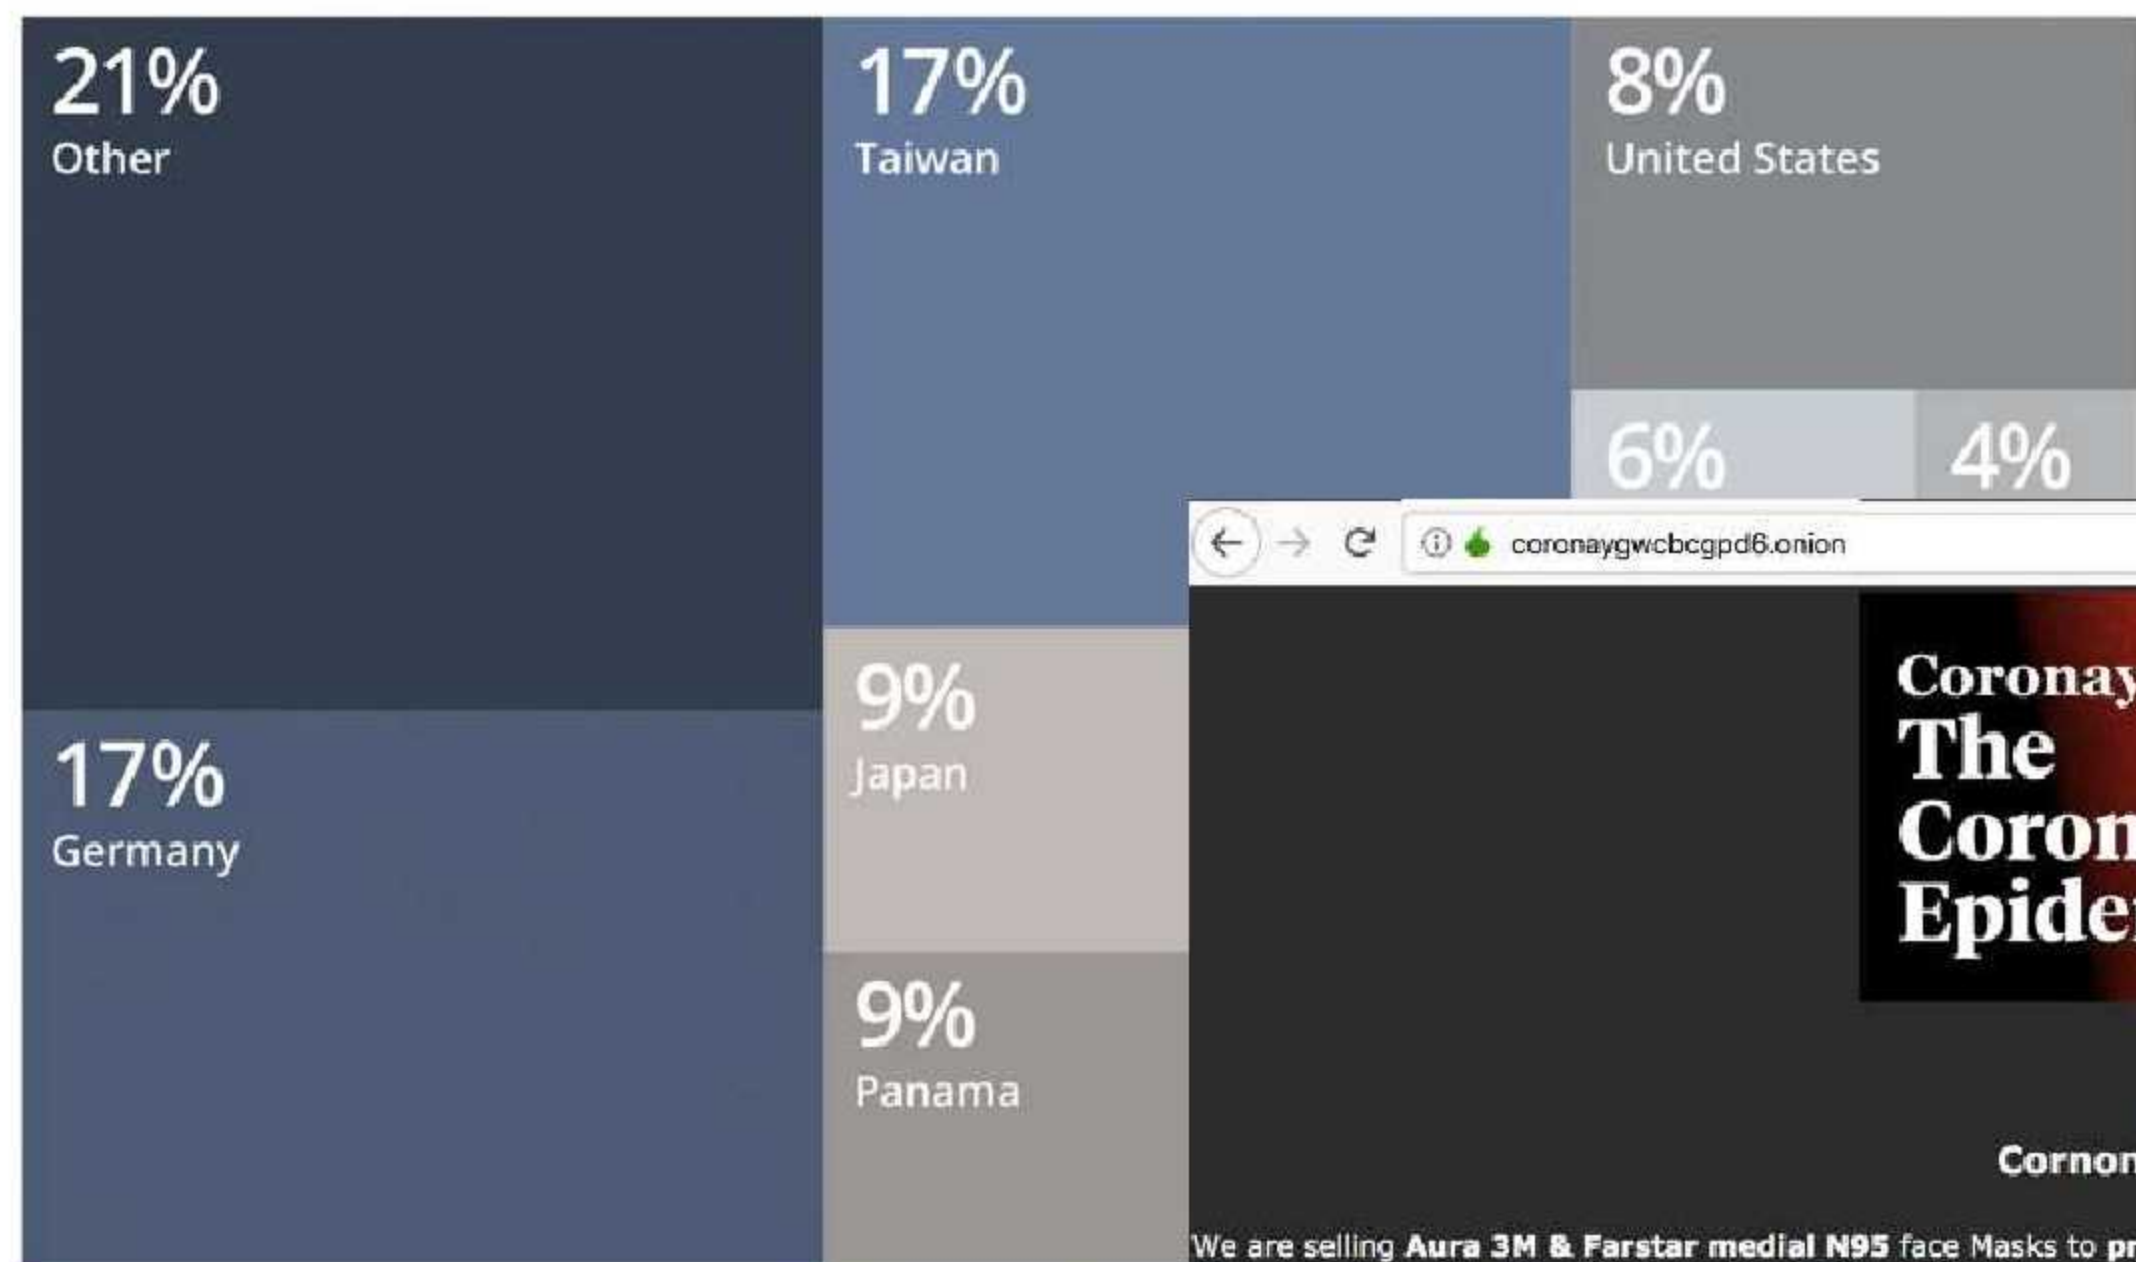 21%
Other
17%
Taiwan
8%
United States
6%
4%
17%
Germany
9%
Japan
9%
Panama
coronaygwcbcgpd6.onion
Coronay
The
Coron
Epide
Cornon
We are selling Aura 3M & Farstar medial N95 face Masks to pr